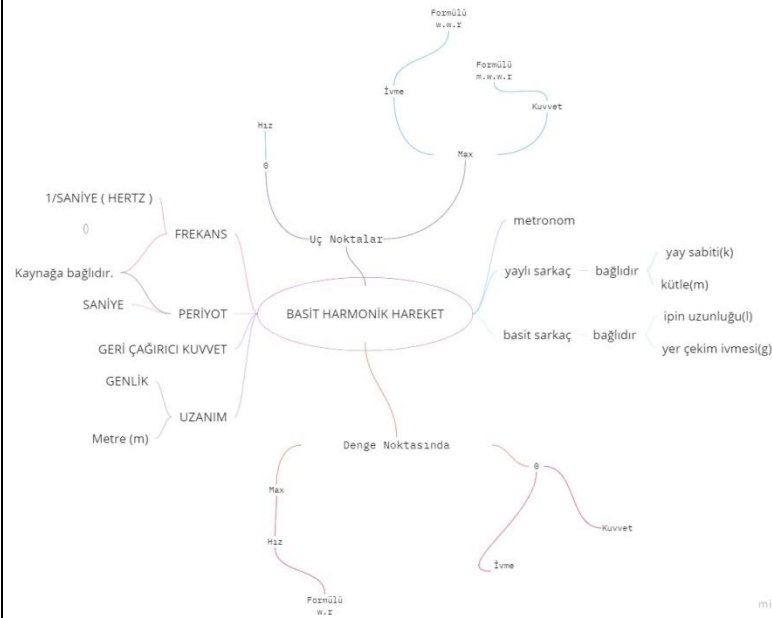 Formülü
w.w.r
Formülü
m.w.w.r
İvme
Kuvvet
Hız
Max
0
1/SANİYE ( HERTZ )
()
FREKANS
Uç Noktalar
metronom
Kaynağa bağlıdır.
yaylı sarkaç
bağlıdır
yay sabiti(k)
kütle(m)
SANİYE
PERİYOT
BASİT HARMONİK HAREKET
basit sarkaç
bağlıdır
ipin uzunluğu(l)
yer çekim ivmesi(g)
GERİ ÇAĞIRICI KUVVET
GENLİK
UZANIM
Metre (m)
Denge Noktasında
0
Max
Kuvvet
Hız
İvme
Formülü
w.r
mi